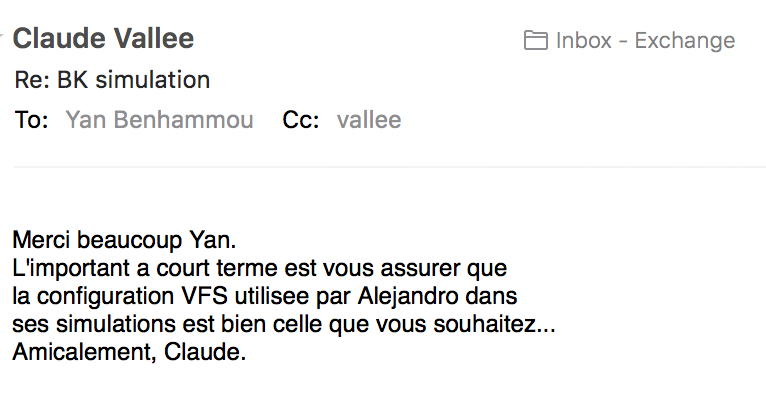 Claude Vallee
Inbox - Exchange
Re: BK simulation
To: Yan Benhammou Cc: vallee
Merci beaucoup Yan.
L'important a court terme est vous assurer que
la configuration VFS utilisee par Alejandro dans
ses simulations est bien celle que vous souhaitez...
Amicalement, Claude.